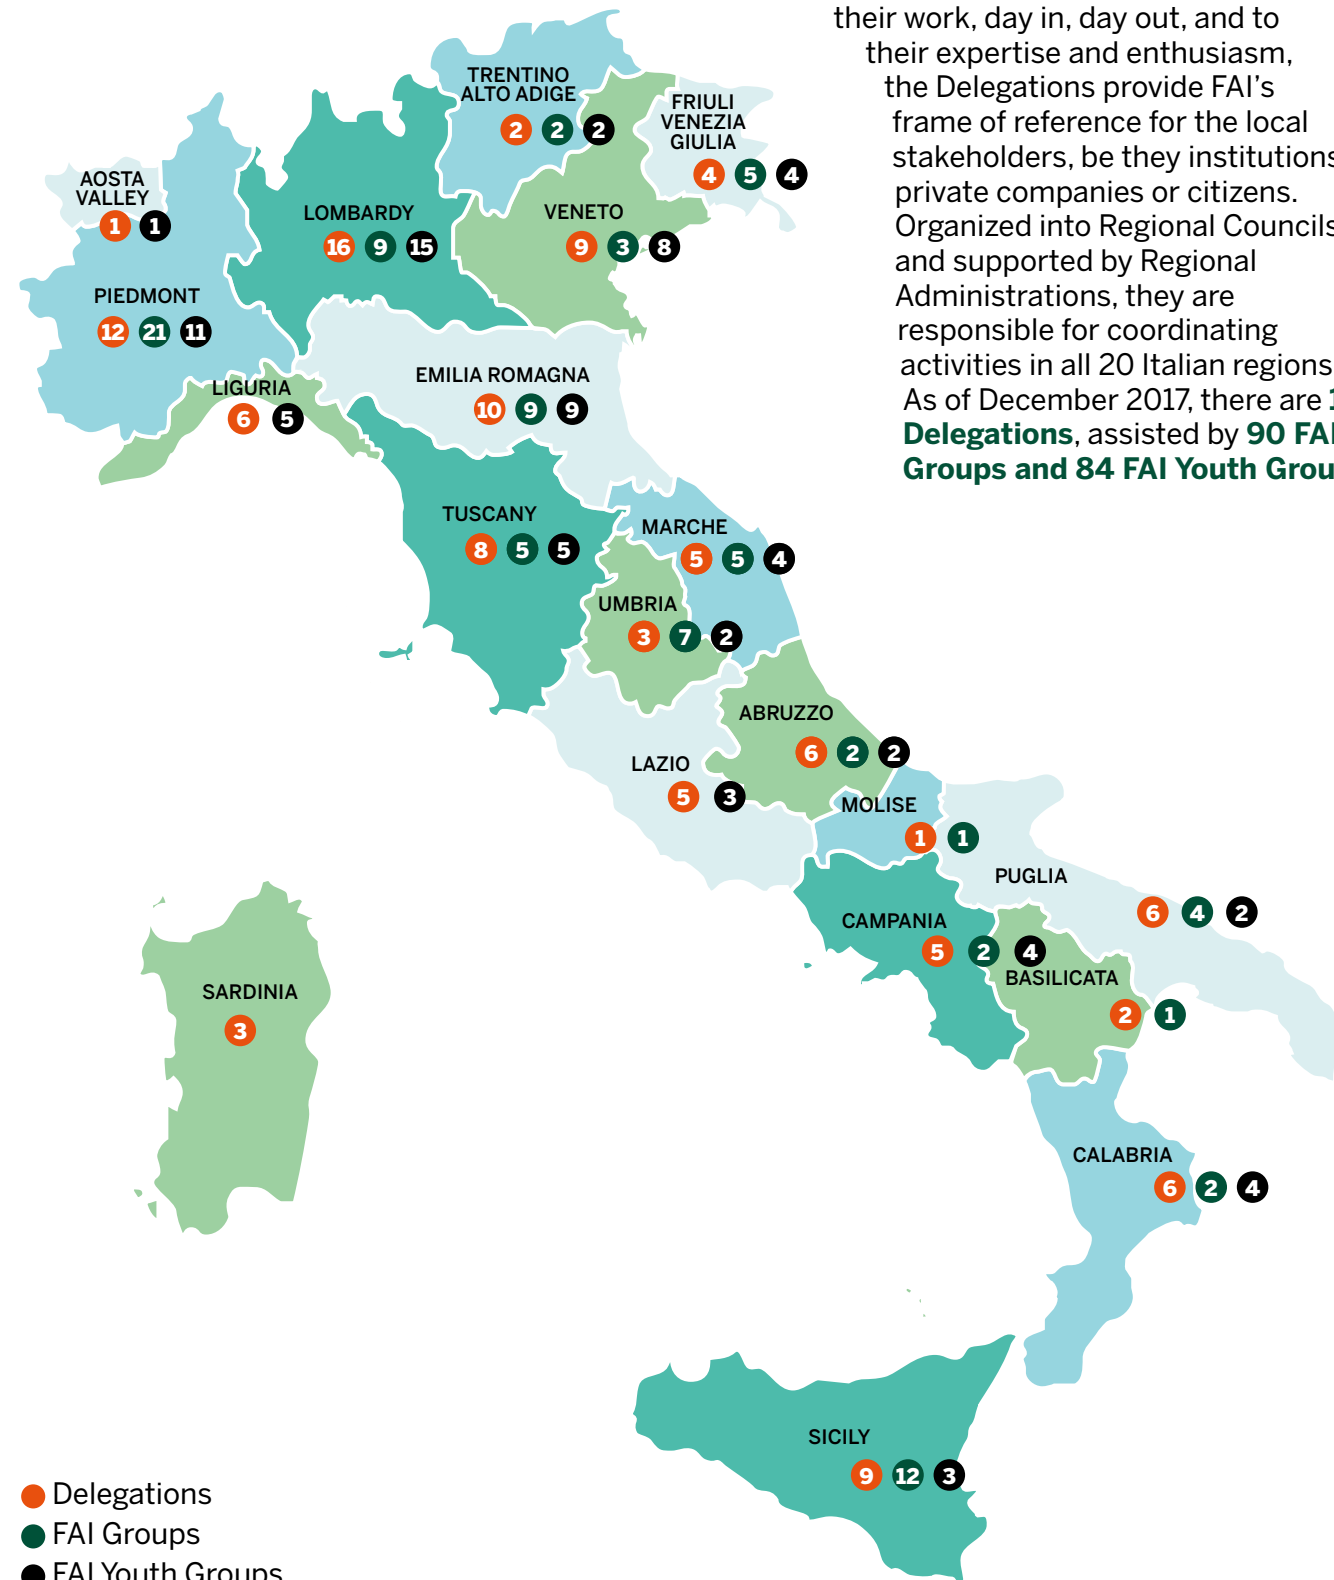 their work, day in, day out, and to
their expertise and enthusiasm,
the Delegations provide FAI's
frame of reference for the local
stakeholders, be they institutions
private companies or citizens.
Organized into Regional Councils
and supported by Regional
Administrations, they are
responsible for coordinating
activities in all 20 Italian regions
As of December 2017, there are
Delegations, assisted by 90 FAI
Groups and 84 FAI Youth
TRENTINO
ALTO ADIGE
2 2 2
FRIULI
VENEZIA
GIULIA
4 5 4
AOSTA
VALLEY
1 1
LOMBARDY
16 9 15
VENETO
9 3 8
PIEDMONT
12 21 11
LIGURIA
6 5
EMILIA ROMAGNA
10 9 9
TUSCANY
8 5 5
MARCHE
5 5 4
UMBRIA
3 7 2
ABRUZZO
6 2 2
LAZIO
5 3
MOLISE
1 1
PUGLIA
6 4 2
CAMPANIA
5 2 4
BASILICATA
2 1
SARDINIA
3
CALABRIA
6 2 4
SICILY
9 12 3
Delegations
FAI Groups
FAI Youth Groups